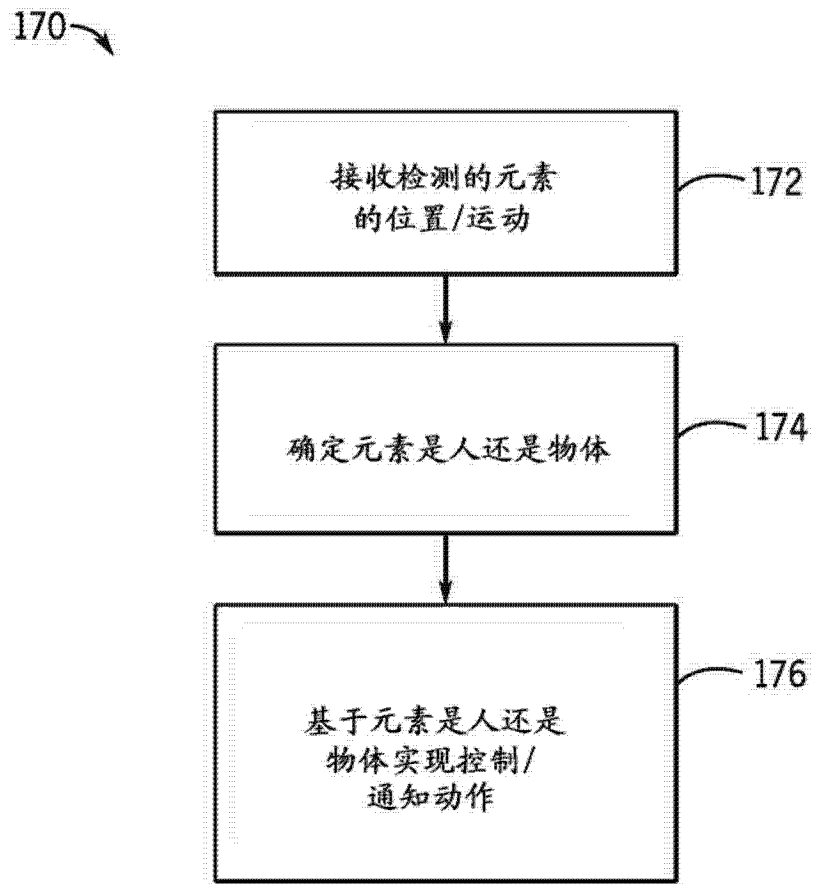 170
接收检测的元素
的位置/运动
172
确定元素是人还是物体
174
基于元素是人还是
物体实现控制/
通知动作
176